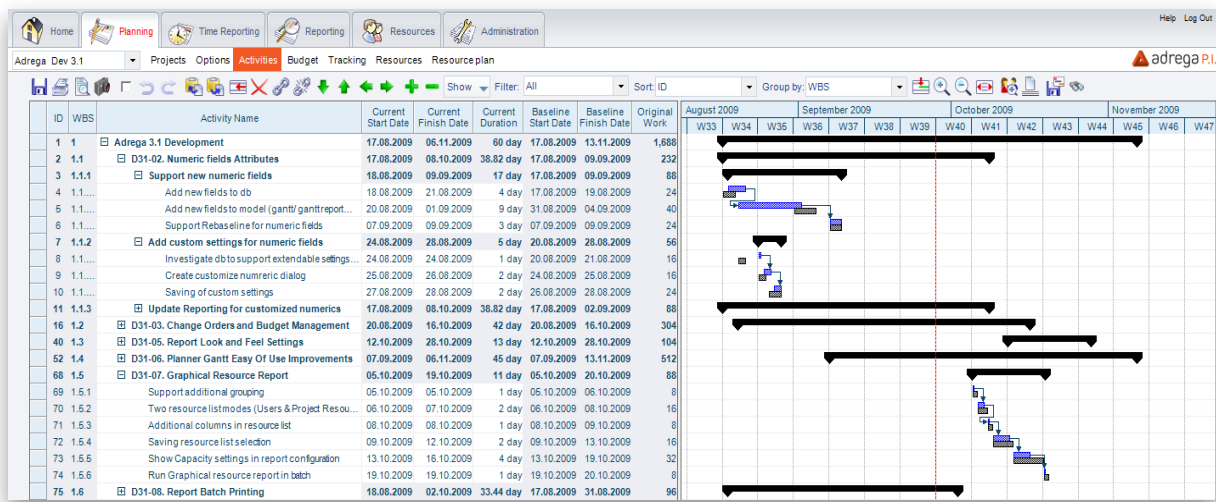 Help Log Out
Home Planning Time Reporting Reporting Resources Administration
Adrega Dev 3.1 Projects Options Activities Budget Tracking Resources Resource plan adrega P.I.
Show Filter: All Sort: ID Group by: WBS
ID WBS Activity Name Current Start Date Current Finish Date Current Duration Baseline Start Date Baseline Finish Date Original Work August 2009 September 2009 October 2009 November 2009
W33 W34 W35 W36 W37 W38 W39 W40 W41 W42 W43 W44 W45 W46 W47
1 1 Adrega 3.1 Development 17.08.2009 06.11.2009 60 day 17.08.2009 13.11.2009 1,688
2 1.1 D31-02. Numeric fields Attributes 17.08.2009 08.10.2009 38.82 day 17.08.2009 09.09.2009 232
3 1.1.1 Support new numeric fields 18.08.2009 09.09.2009 17 day 17.08.2009 09.09.2009 88
4 1.1.... Add new fields to db 18.08.2009 21.08.2009 4 day 17.08.2009 19.08.2009 24
5 1.1.... Add new fields to model (gantt/ ganttreport... 20.08.2009 01.09.2009 9 day 31.08.2009 04.09.2009 40
6 1.1.... Support Rebaseline for numeric fields 07.09.2009 09.09.2009 3 day 07.09.2009 09.09.2009 24
7 1.1.2 Add custom settings for numeric fields 24.08.2009 28.08.2009 5 day 20.08.2009 28.08.2009 56
8 1.1.... Investigate db to support extendable settings... 24.08.2009 24.08.2009 1 day 20.08.2009 21.08.2009 16
9 1.1.... Create customize numeric dialog 25.08.2009 26.08.2009 2 day 24.08.2009 25.08.2009 16
10 1.1.... Saving of custom settings 27.08.2009 28.08.2009 2 day 26.08.2009 28.08.2009 24
11 1.1.3 Update Reporting for customized numerics 17.08.2009 08.10.2009 38.82 day 17.08.2009 02.09.2009 88
16 1.2 D31-03. Change Orders and Budget Management 20.08.2009 16.10.2009 42 day 20.08.2009 16.10.2009 304
40 1.3 D31-05. Report Look and Feel Settings 12.10.2009 28.10.2009 13 day 12.10.2009 28.10.2009 104
52 1.4 D31-06. Planner Gantt Easy Of Use Improvements 07.09.2009 06.11.2009 45 day 07.09.2009 13.11.2009 512
68 1.5 D31-07. Graphical Resource Report 05.10.2009 19.10.2009 11 day 05.10.2009 20.10.2009 88
69 1.5.1 Support additional grouping 05.10.2009 05.10.2009 1 day 05.10.2009 06.10.2009 8
70 1.5.2 Two resource list modes (Users & Project Resou... 06.10.2009 07.10.2009 2 day 06.10.2009 08.10.2009 16
71 1.5.3 Additional columns in resource list 08.10.2009 08.10.2009 1 day 08.10.2009 09.10.2009 8
72 1.5.4 Saving resource list selection 09.10.2009 12.10.2009 2 day 09.10.2009 13.10.2009 16
73 1.5.5 Show Capacity settings in report configuration 13.10.2009 16.10.2009 4 day 13.10.2009 19.10.2009 32
74 1.5.6 Run Graphical resource report in batch 19.10.2009 19.10.2009 1 day 19.10.2009 20.10.2009 8
75 1.6 D31-08. Report Batch Printing 18.08.2009 02.10.2009 33.44 day 17.08.2009 31.08.2009 96